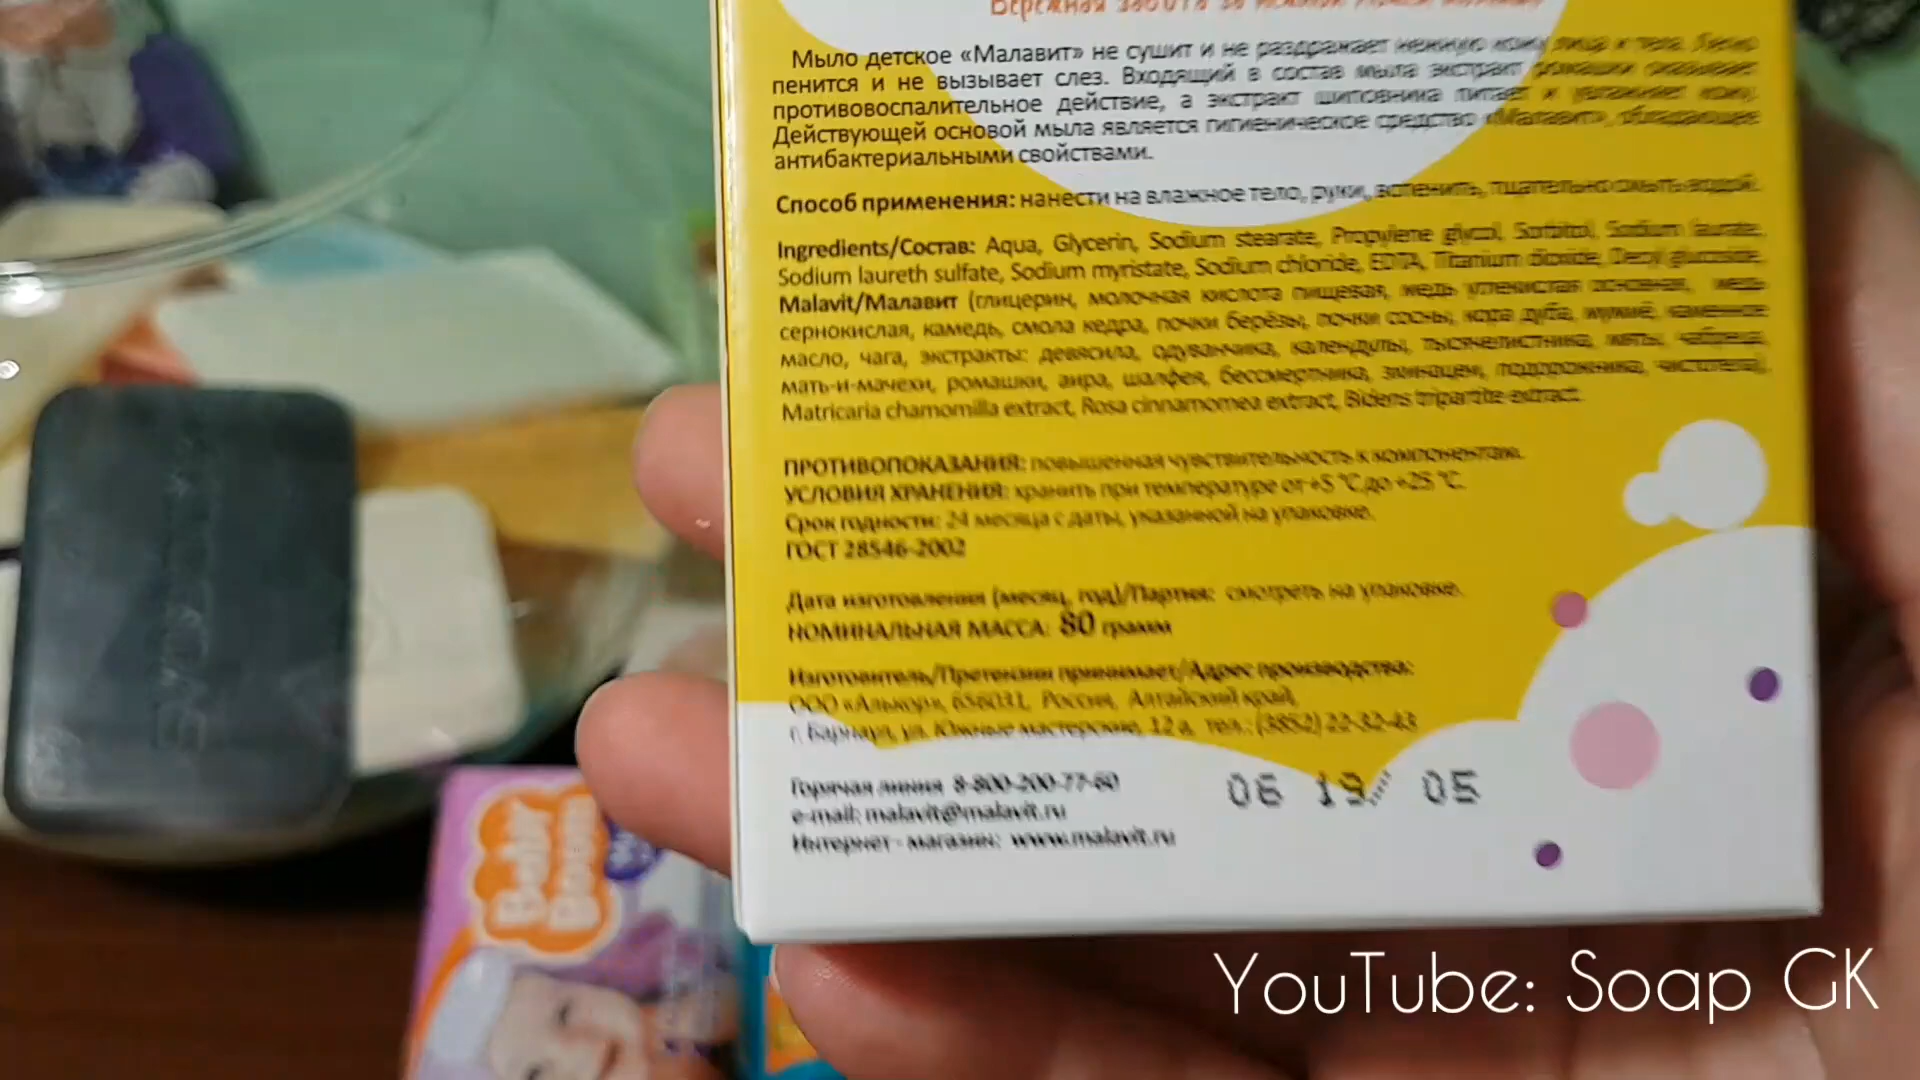 Бережная забота за нежной кожей
Мыло детское «Малавит» не сушит и не раздражает нежную кожу лица и тела. Легко
пенится и не вызывает слез. Входящий в состав мыла экстракт ромашки оказывает
противовоспалительное действие, а экстракт шиповника питает и увлажняет кожу.
Действующей основой мыла является гигиеническое средство «Малавит», обладающее
антибактериальными свойствами.
Способ применения: нанести на влажное тело, руки, вспенить, тщательно смыть водой.
Ingredients/Состав: Aqua, Glycerin, Sodium stearate, Propylene glycol, Sorbitol, Sodium laurate,
Sodium laureth sulfate, Sodium myristate, Sodium chloride, EDTA, Titanium dioxide, Decyl glucoside,
Malavit/Малавит (глицерин, молочная кислота пищевая, медь углекислая основная, медь
сернокислая, камедь, смола кедра, почки берёзы, почки сосны, кора дуба, мумиё, каменное
масло, чага, экстракты: девясила, одуванчика, календулы, тысячелистника, мяты, чабреца,
мать-и-мачехи, ромашки, аира, шалфея, бессмертника, эхинацеи, подорожника, чистотела),
Matricaria chamomilla extract, Rosa cinnamomea extract, Bidens tripartite extract.
ПРОТИВОПОКАЗАНИЯ: повышенная чувствительность к компонентам.
УСЛОВИЯ ХРАНЕНИЯ: хранить при температуре от +5 °C до +25 °C.
Срок годности: 24 месяца с даты, указанной на упаковке.
ГОСТ 28546-2002
Дата изготовления (месяц, год)/Партия: смотреть на упаковке.
НОМИНАЛЬНАЯ МАССА: 80 грамм
Изготовитель/Претензии принимает/Адрес производства:
ООО «Алькор», 656031, Россия, Алтайский край,
г. Барнаул, ул. Южные мастерские, 12 д, тел.: (3852) 22-32-43
Горячая линия 8-800-200-77-60
e-mail: malavit@malavit.ru
Интернет - магазин: www.malavit.ru
06 19 05
YouTube: Soap GK